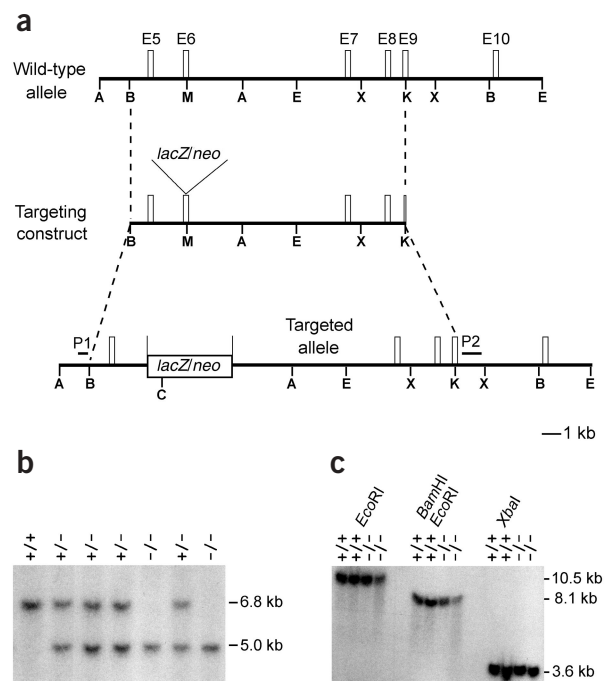 a
E5 E6 E7 E8 E9 E10
Wild-type
allele
A B M A E X K X B E
lacZ/neo
Targeting
construct
B M A E X K
Targeted
allele
P1 P2
lacZ/neo
A B C A E X K X B E
1 kb
b
+/+ +/– +/– +/– –/– +/– –/–
6.8 kb
5.0 kb
c
EcoRI
BamHI
EcoRI
XbaI
+/+ +/+ –/– –/– +/+ +/+ –/– –/– +/+ +/+ –/– –/–
10.5 kb
8.1 kb
3.6 kb